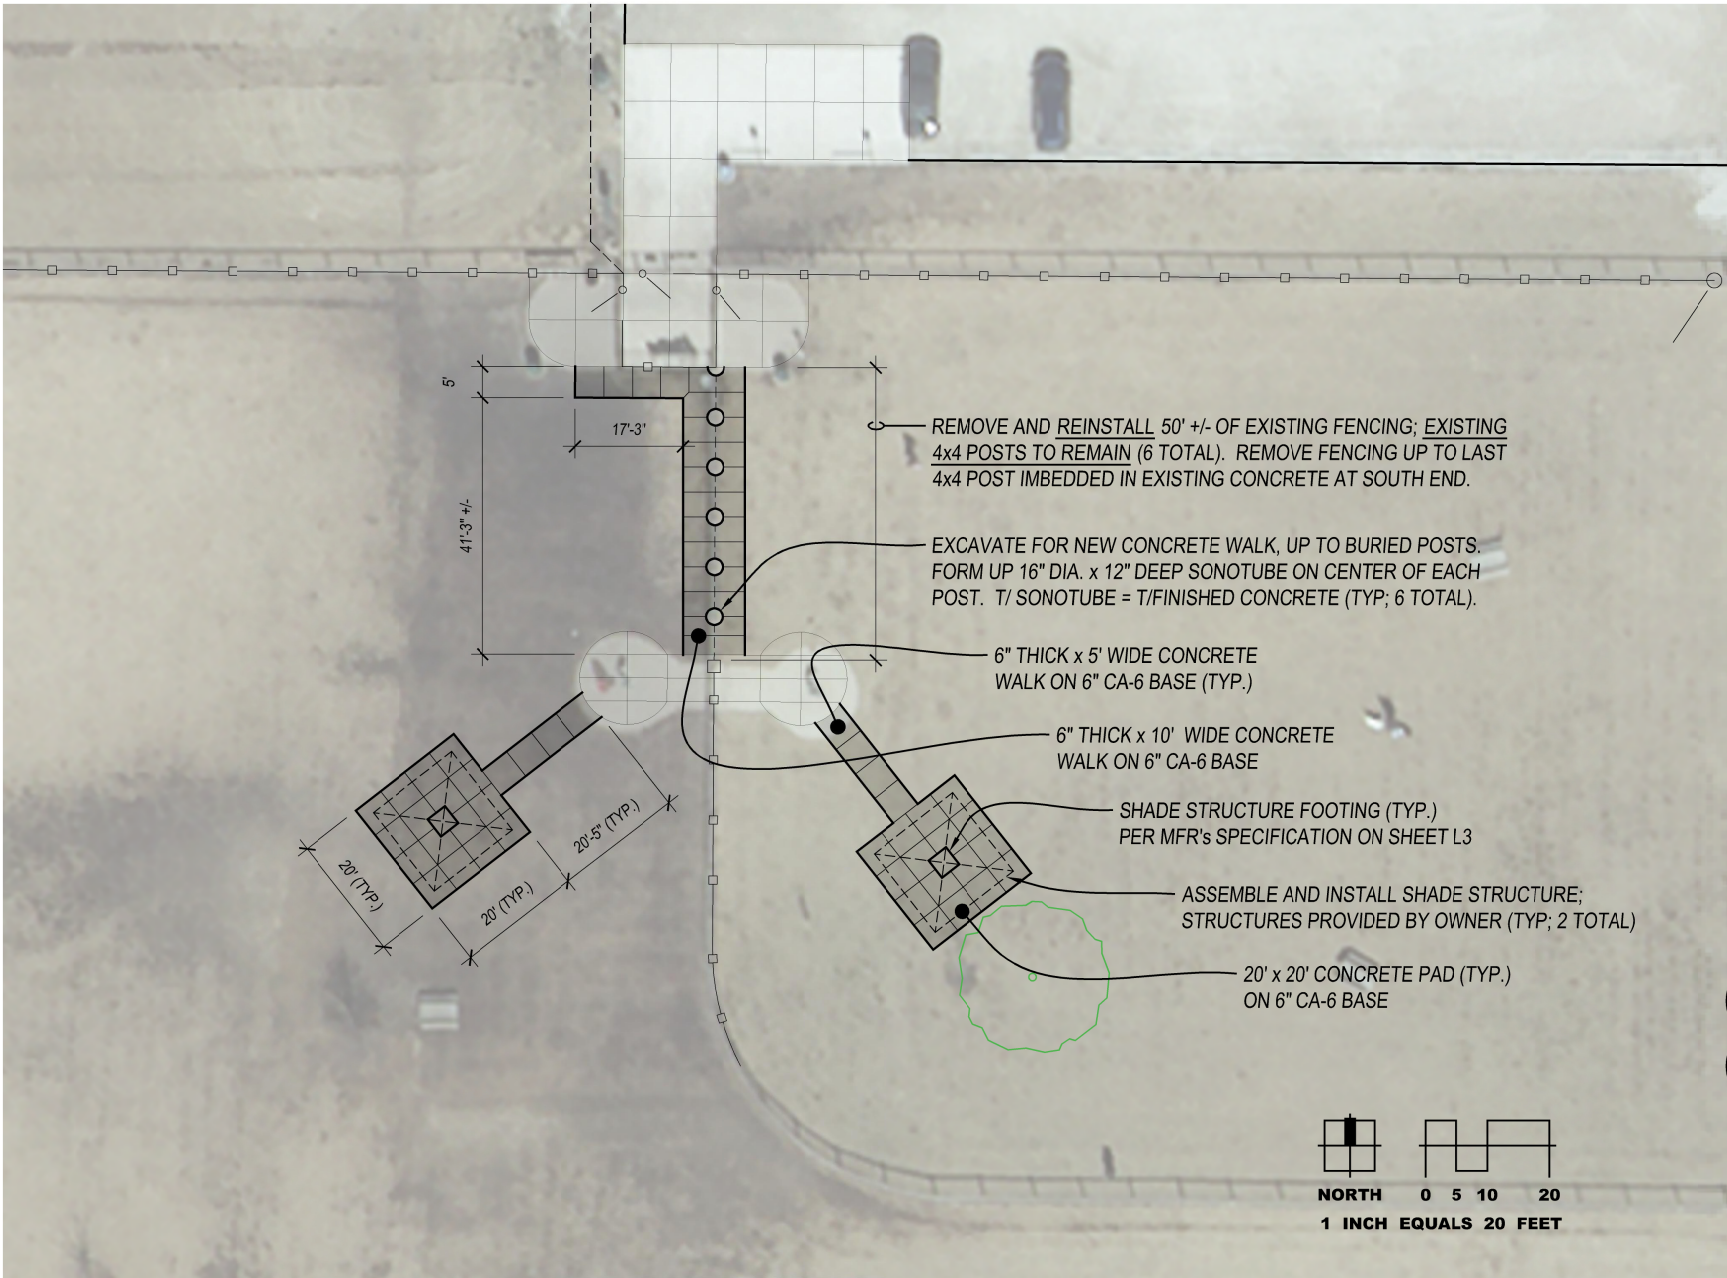 5'
17'-3'
41'-3" +/-
REMOVE AND REINSTALL 50' +/- OF EXISTING FENCING; EXISTING
4x4 POSTS TO REMAIN (6 TOTAL).  REMOVE FENCING UP TO LAST
4x4 POST IMBEDDED IN EXISTING CONCRETE AT SOUTH END.
EXCAVATE FOR NEW CONCRETE WALK, UP TO BURIED POSTS.
FORM UP 16" DIA. x 12" DEEP SONOTUBE ON CENTER OF EACH
POST.  T/ SONOTUBE = T/FINISHED CONCRETE (TYP; 6 TOTAL).
6" THICK x 5' WIDE CONCRETE
WALK ON 6" CA-6 BASE (TYP.)
6" THICK x 10'  WIDE CONCRETE
WALK ON 6" CA-6 BASE
SHADE STRUCTURE FOOTING (TYP.)
PER MFR's SPECIFICATION ON SHEET L3
ASSEMBLE AND INSTALL SHADE STRUCTURE;
STRUCTURES PROVIDED BY OWNER (TYP; 2 TOTAL)
20' x 20' CONCRETE PAD (TYP.)
ON 6" CA-6 BASE
20'-5" (TYP.)
20' (TYP.)
20' (TYP.)
NORTH 0 5 10 20
1 INCH EQUALS 20 FEET